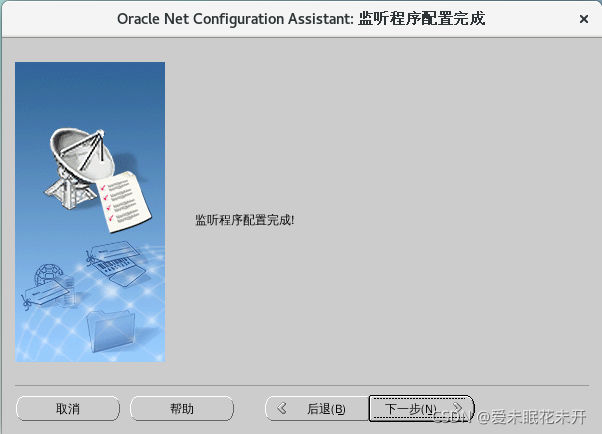 Oracle Net Configuration Assistant: 监听程序配置完成
监听程序配置完成!
取消
帮助
后退(B)
下一步(N)
CSDN @爱未眠花未开